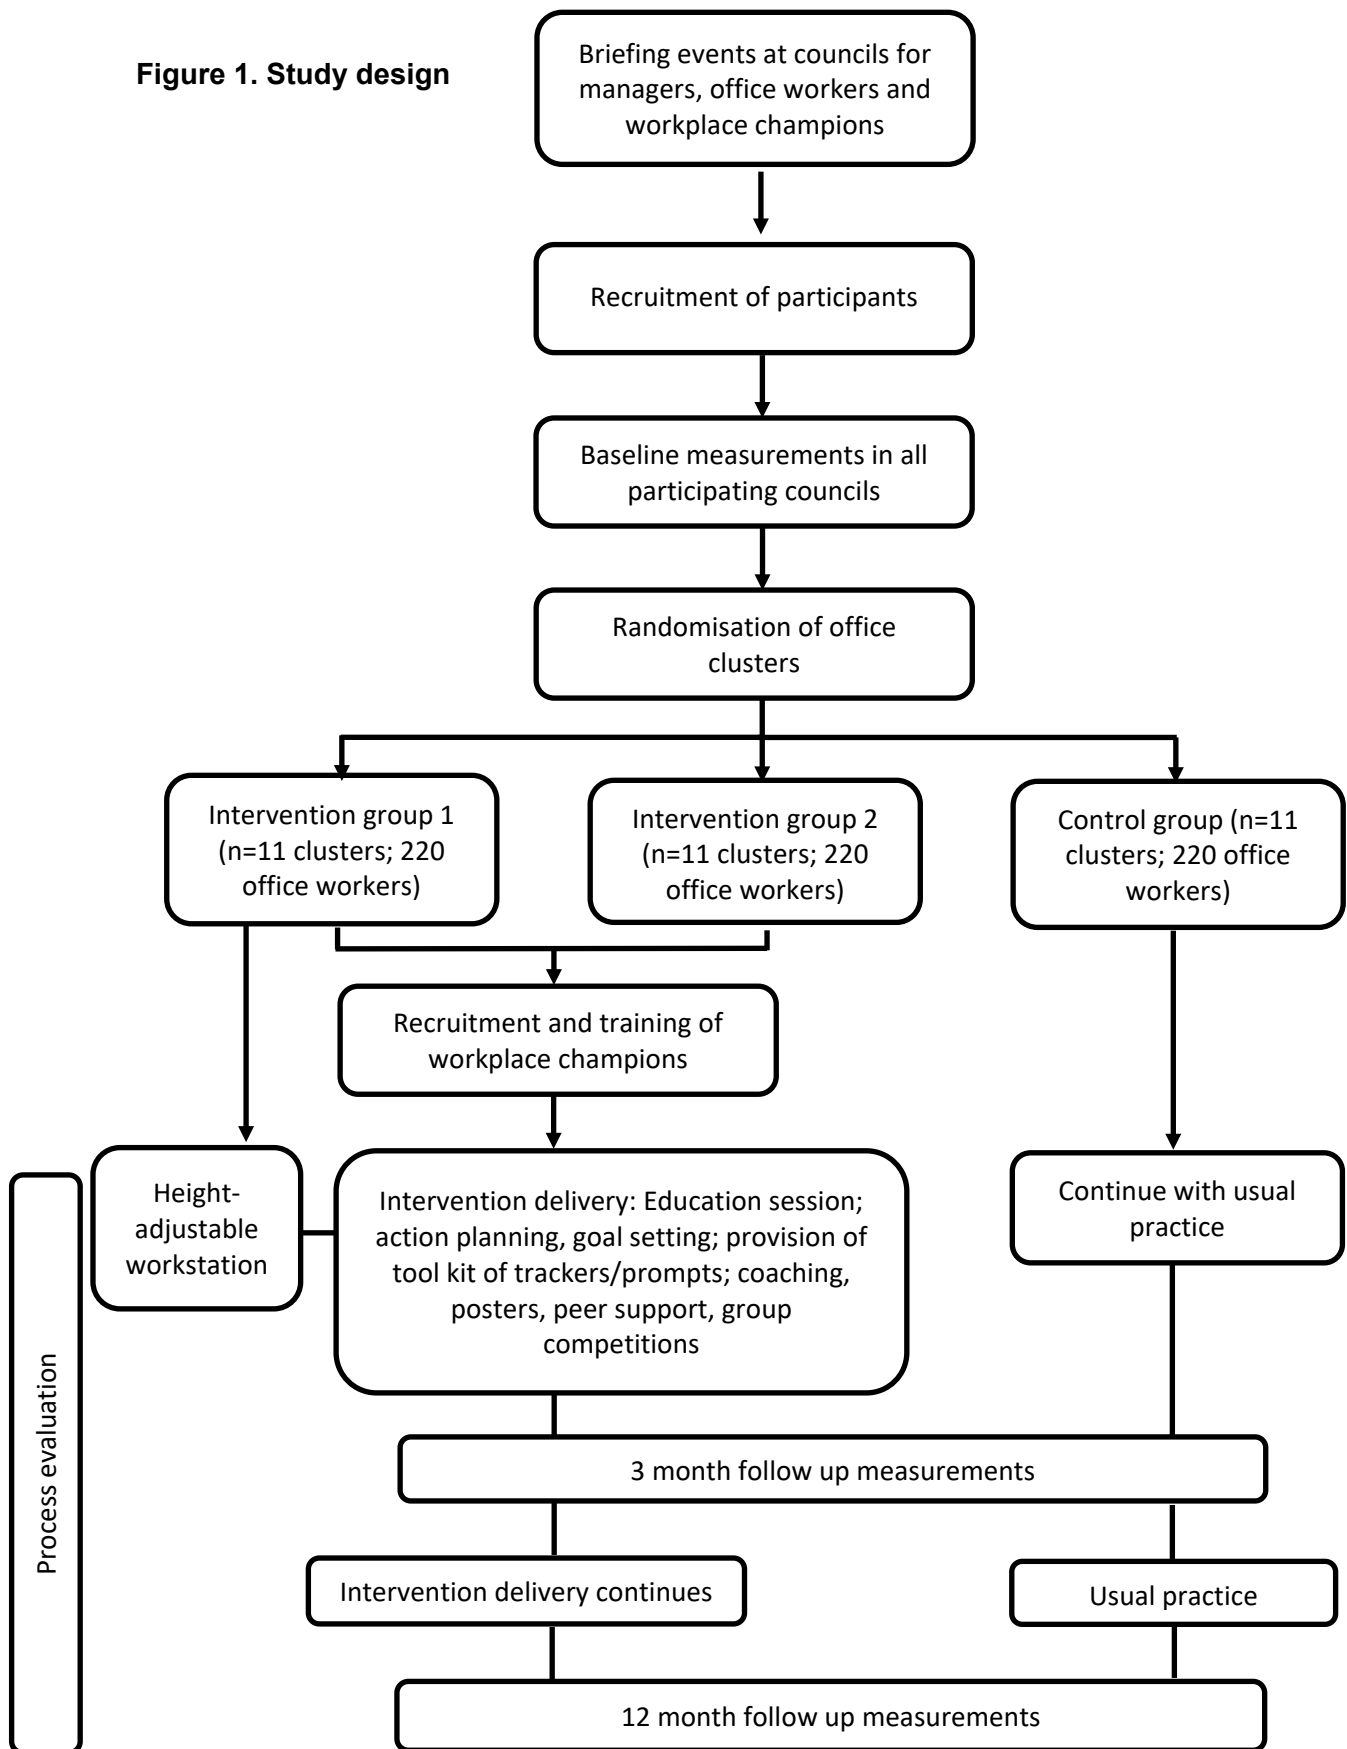 Figure 1. Study design
Briefing events at councils for
managers, office workers and
workplace champions
Recruitment of participants
Baseline measurements in all
participating councils
Randomisation of office
clusters
Intervention group 1
(n=11 clusters; 220
office workers)
Intervention group 2
(n=11 clusters; 220
office workers)
Control group (n=11
clusters; 220 office
workers)
Recruitment and training of
workplace champions
Height-
adjustable
workstation
Intervention delivery: Education session;
action planning, goal setting; provision of
tool kit of trackers/prompts; coaching,
posters, peer support, group
competitions
Continue with usual
practice
Process evaluation
3 month follow up measurements
Intervention delivery continues
Usual practice
12 month follow up measurements